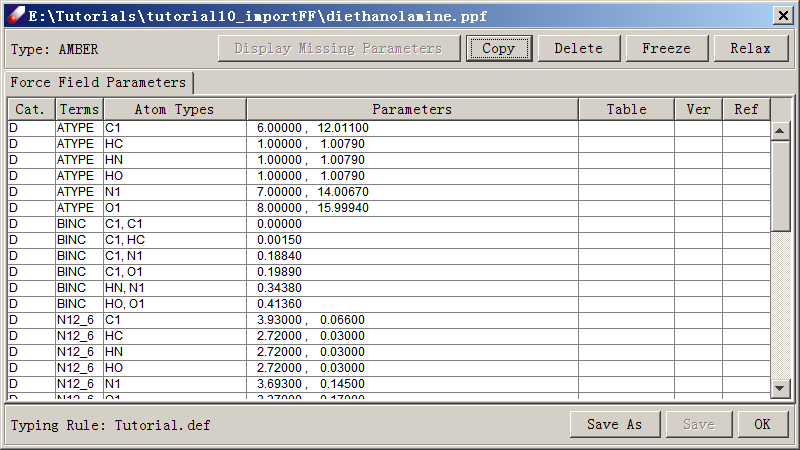 E:\Tutorials\tutorial10_importFF\diethanolamine.ppf
Type: AMBER Display Missing Parameters Copy Delete Freeze Relax
Force Field Parameters
Cat. Terms Atom Types Parameters Table Ver Ref
D ATYPE C1 6.00000 , 12.01100
D ATYPE HC 1.00000 , 1.00790
D ATYPE HN 1.00000 , 1.00790
D ATYPE HO 1.00000 , 1.00790
D ATYPE N1 7.00000 , 14.00670
D ATYPE O1 8.00000 , 15.99940
D BINC C1, C1 0.00000
D BINC C1, HC 0.00150
D BINC C1, N1 0.18840
D BINC C1, O1 0.19890
D BINC HN, N1 0.34380
D BINC HO, O1 0.41360
D N12_6 C1 3.93000 , 0.06600
D N12_6 HC 2.72000 , 0.03000
D N12_6 HN 2.72000 , 0.03000
D N12_6 HO 2.72000 , 0.03000
D N12_6 N1 3.69300 , 0.14500
D N12_6 O1
Typing Rule: Tutorial.def Save As Save OK